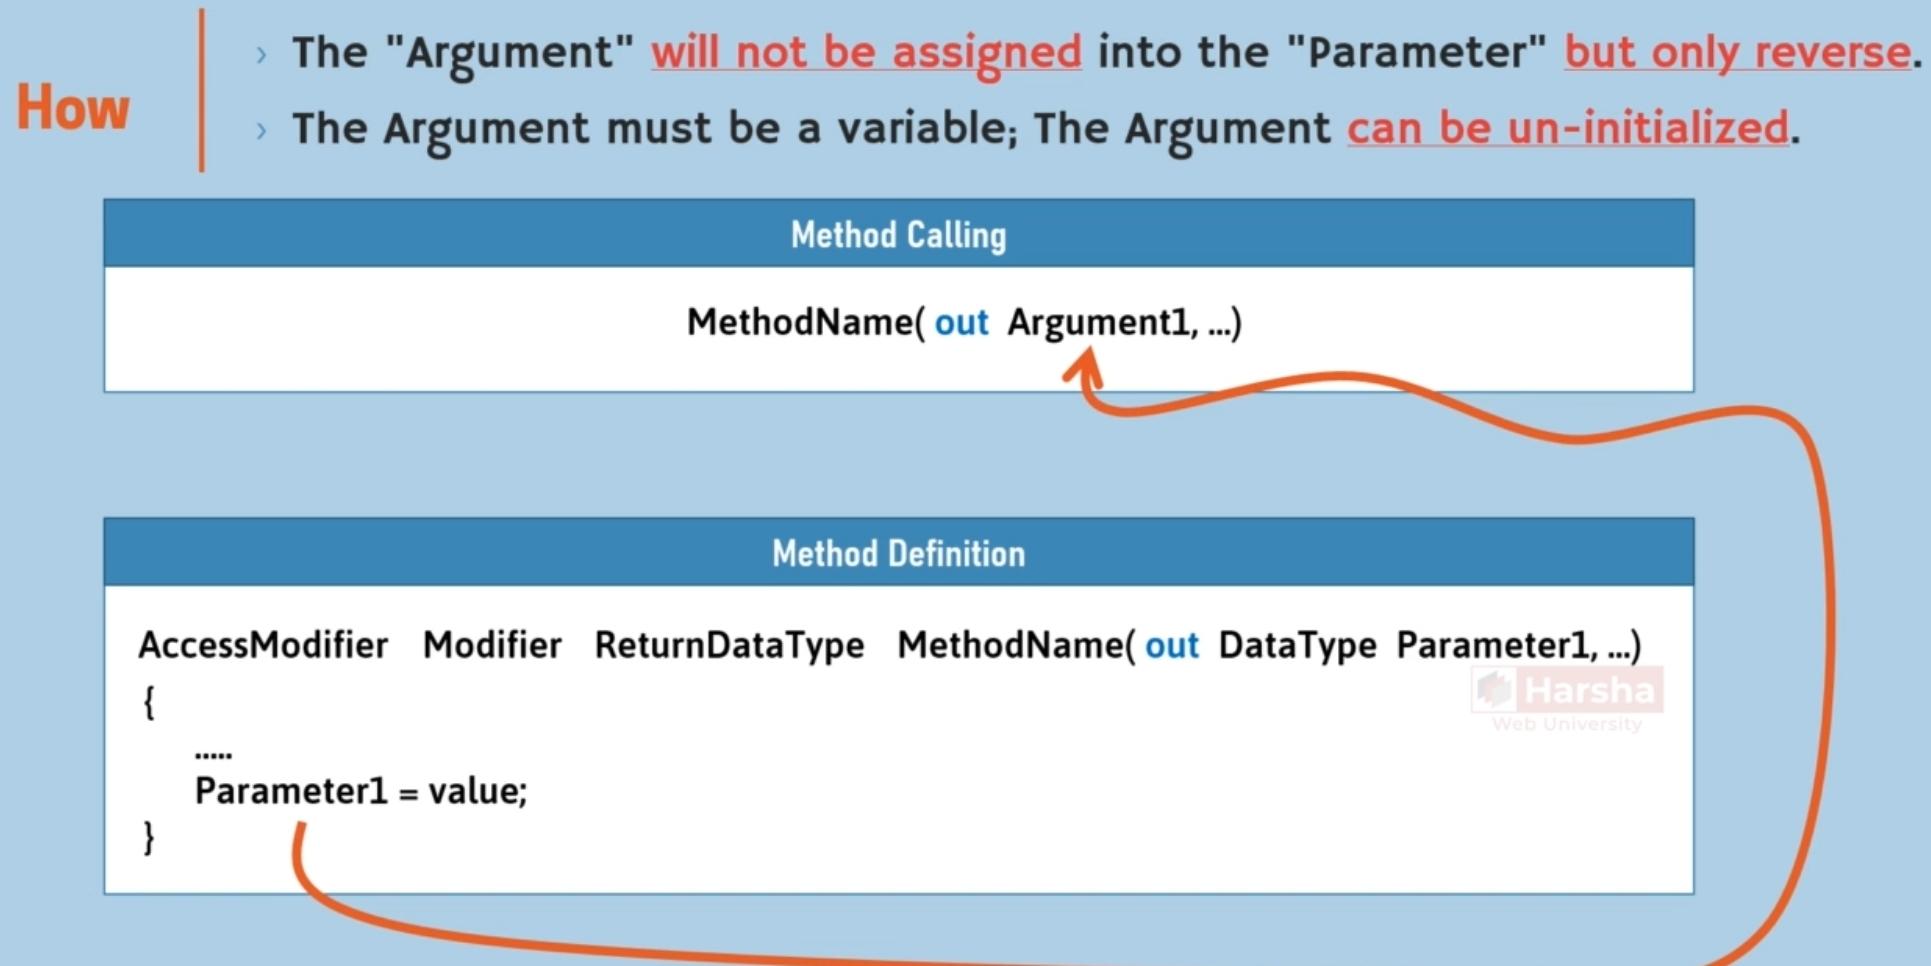 How
› The "Argument" will not be assigned into the "Parameter" but only reverse.
› The Argument must be a variable; The Argument can be un-initialized.
Method Calling
MethodName( out Argument1, ...)
Method Definition
AccessModifier Modifier ReturnDataType MethodName( out DataType Parameter1, ...)
{
.....
Parameter1 = value;
}
Harsha
Web University